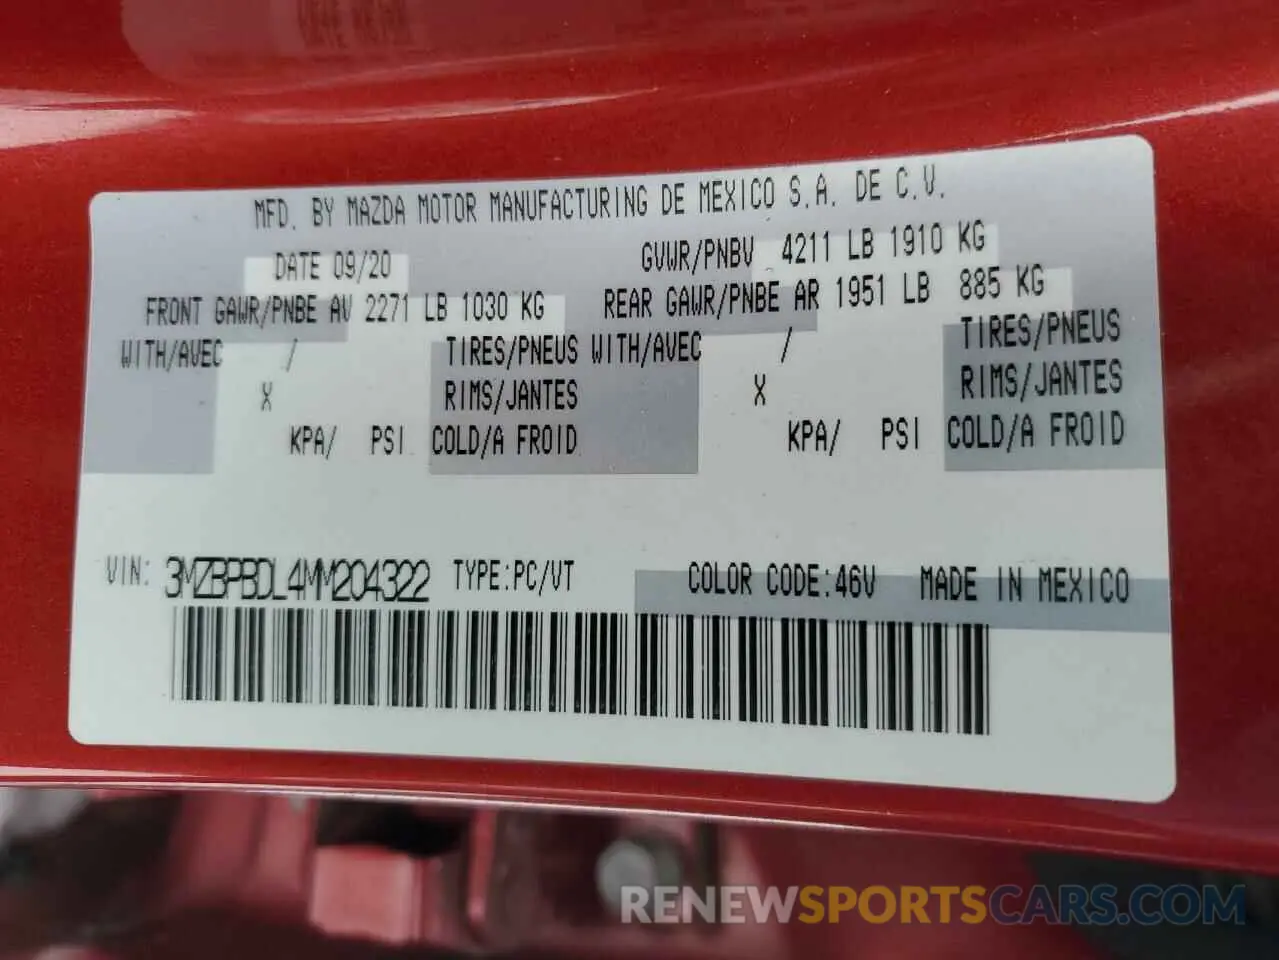 MFD. BY MAZDA MOTOR MANUFACTURING DE MEXICO S.A. DE C.V.
DATE 09/20 GVWR/PNBV 4211 LB 1910 KG
FRONT GAWR/PNBE AV 2271 LB 1030 KG REAR GAWR/PNBE AR 1951 LB 885 KG
WITH/AVEC / TIRES/PNEUS WITH/AVEC / TIRES/PNEUS
X RIMS/JANTES X RIMS/JANTES
KPA/ PSI COLD/A FROID KPA/ PSI COLD/A FROID
VIN: 3MZBPBDL4MM204322 TYPE:PC/VT COLOR CODE:46V MADE IN MEXICO
RENEWSPORTSCARS.COM